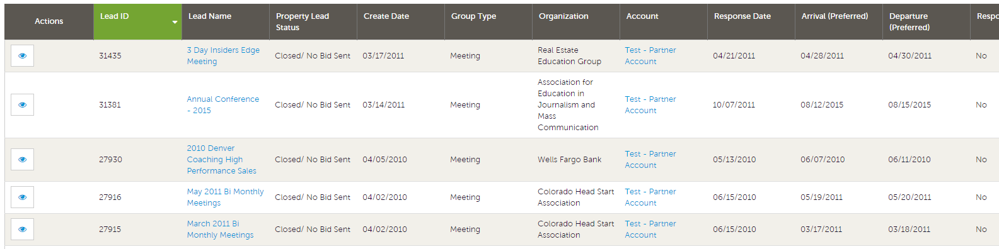 Actions Lead ID Lead Name Property Lead Status Create Date Group Type Organization Account Response Date Arrival (Preferred) Departure (Preferred)
31435 3 Day Insiders Edge Meeting Closed/ No Bid Sent 03/17/2011 Meeting Real Estate Education Group Test - Partner Account 04/21/2011 04/28/2011 04/30/2011 No
31381 Annual Conference - 2015 Closed/ No Bid Sent 03/14/2011 Meeting Association for Education in Journalism and Mass Communication Test - Partner Account 10/07/2011 08/12/2015 08/15/2015 No
27930 2010 Denver Coaching High Performance Sales Closed/ No Bid Sent 04/05/2010 Meeting Wells Fargo Bank Test - Partner Account 05/13/2010 06/07/2010 06/11/2010 No
27916 May 2011 Bi Monthly Meetings Closed/ No Bid Sent 04/02/2010 Meeting Colorado Head Start Association Test - Partner Account 06/15/2010 05/19/2011 05/20/2011 No
27915 March 2011 Bi Monthly Meetings Closed/ No Bid Sent 04/02/2010 Meeting Colorado Head Start Association Test - Partner Account 06/15/2010 03/17/2011 03/18/2011 No